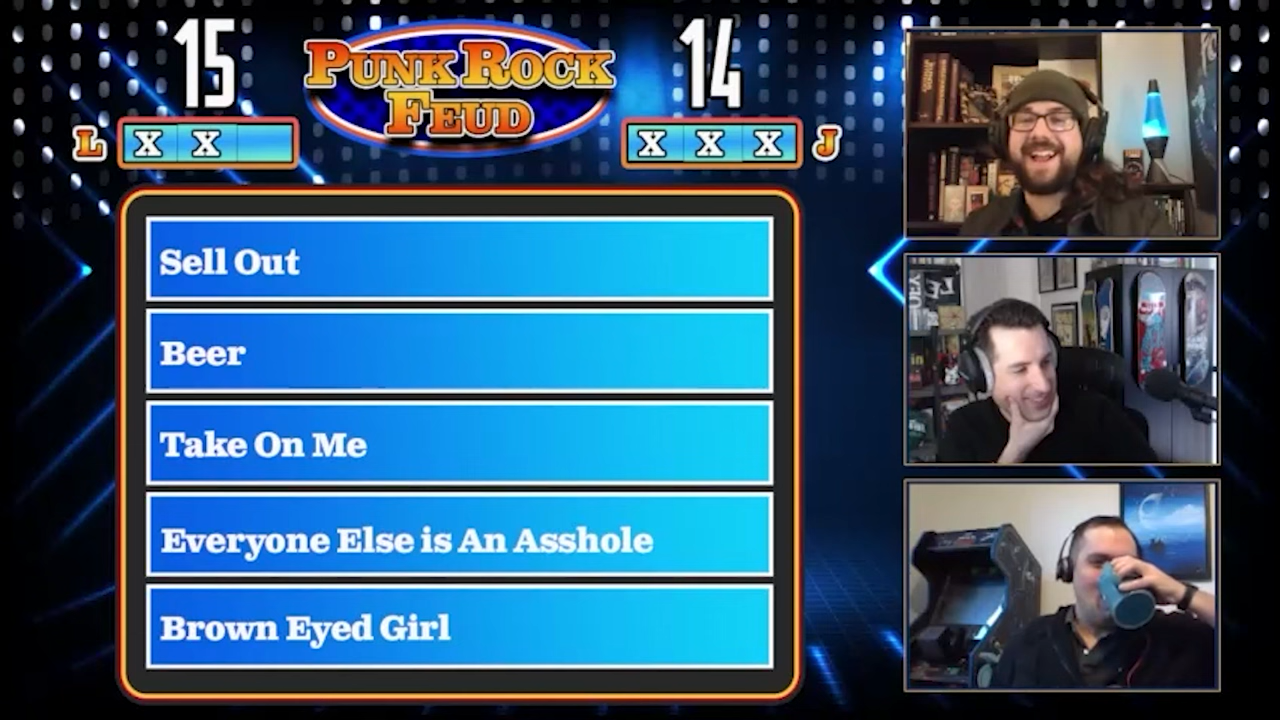 15
PUNK ROCK
FEUD
14
L X X
X X X J
Sell Out
Beer
Take On Me
Everyone Else is An Asshole
Brown Eyed Girl